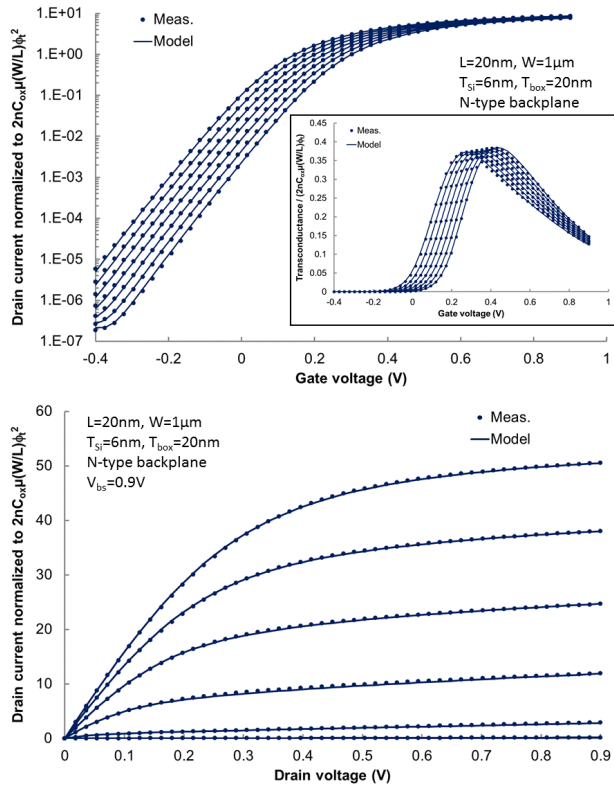 Drain current normalized to 2nCoxμ(W/L)ϕt²
1.E+01
1.E+00
1.E-01
1.E-02
1.E-03
1.E-04
1.E-05
1.E-06
1.E-07
Meas.
Model
L=20nm, W=1μm
TSi=6nm, Tbox=20nm
N-type backplane
Transconductance / (2nCoxμ(W/L)ϕt)
0.45
0.4
0.35
0.3
0.25
0.2
0.15
0.1
0.05
0
Meas.
Model
-0.4 -0.2 0 0.2 0.4 0.6 0.8 1
Gate voltage (V)
-0.4 -0.2 0 0.2 0.4 0.6 0.8 1
Gate voltage (V)
Drain current normalized to 2nCoxμ(W/L)ϕt²
60
50
40
30
20
10
0
L=20nm, W=1μm
TSi=6nm, Tbox=20nm
N-type backplane
Vbs=0.9V
Meas.
Model
0 0.1 0.2 0.3 0.4 0.5 0.6 0.7 0.8 0.9
Drain voltage (V)